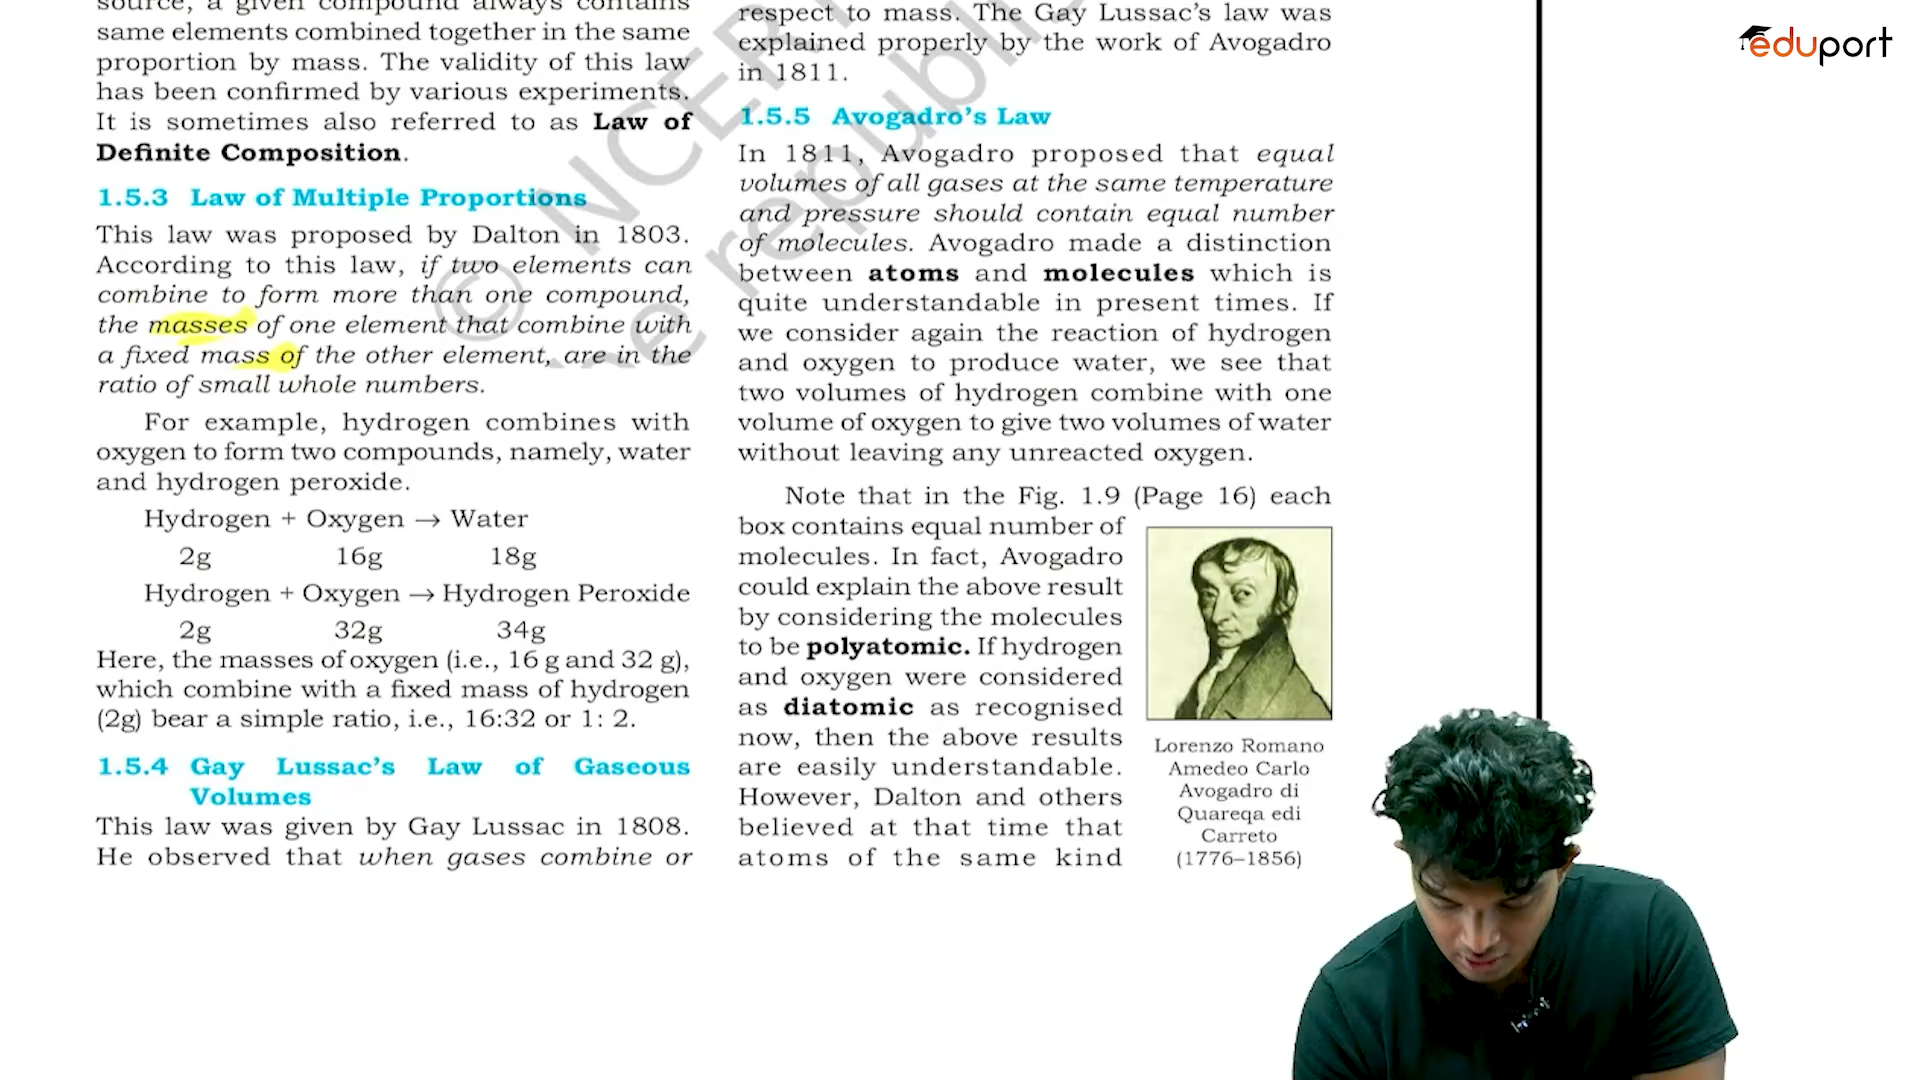 source, a given compound always contains
same elements combined together in the same
proportion by mass. The validity of this law
has been confirmed by various experiments.
It is sometimes also referred to as Law of
Definite Composition.
1.5.3 Law of Multiple Proportions
This law was proposed by Dalton in 1803.
According to this law, if two elements can
combine to form more than one compound,
the masses of one element that combine with
a fixed mass of the other element, are in the
ratio of small whole numbers.
For example, hydrogen combines with
oxygen to form two compounds, namely, water
and hydrogen peroxide.
Hydrogen + Oxygen → Water
2g 16g 18g
Hydrogen + Oxygen → Hydrogen Peroxide
2g 32g 34g
Here, the masses of oxygen (i.e., 16 g and 32 g),
which combine with a fixed mass of hydrogen
(2g) bear a simple ratio, i.e., 16:32 or 1: 2.
1.5.4 Gay Lussac's Law of Gaseous
Volumes
This law was given by Gay Lussac in 1808.
He observed that when gases combine or
respect to mass. The Gay Lussac's law was
explained properly by the work of Avogadro
in 1811.
1.5.5 Avogadro's Law
In 1811, Avogadro proposed that equal
volumes of all gases at the same temperature
and pressure should contain equal number
of molecules. Avogadro made a distinction
between atoms and molecules which is
quite understandable in present times. If
we consider again the reaction of hydrogen
and oxygen to produce water, we see that
two volumes of hydrogen combine with one
volume of oxygen to give two volumes of water
without leaving any unreacted oxygen.
Note that in the Fig. 1.9 (Page 16) each
box contains equal number of
molecules. In fact, Avogadro
could explain the above result
by considering the molecules
to be polyatomic. If hydrogen
and oxygen were considered
as diatomic as recognised
now, then the above results
are easily understandable.
However, Dalton and others
believed at that time that
atoms of the same kind
Lorenzo Romano
Amedeo Carlo
Avogadro di
Quareqa edi
Carreto
(1776–1856)
© NCERT
republi
eduport